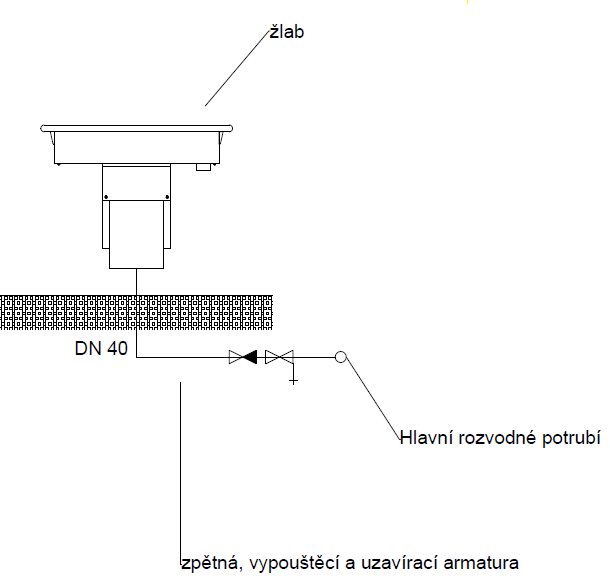 žlab
DN 40
Hlavní rozvodné potrubí
zpětná, vypouštěcí a uzavírací armatura